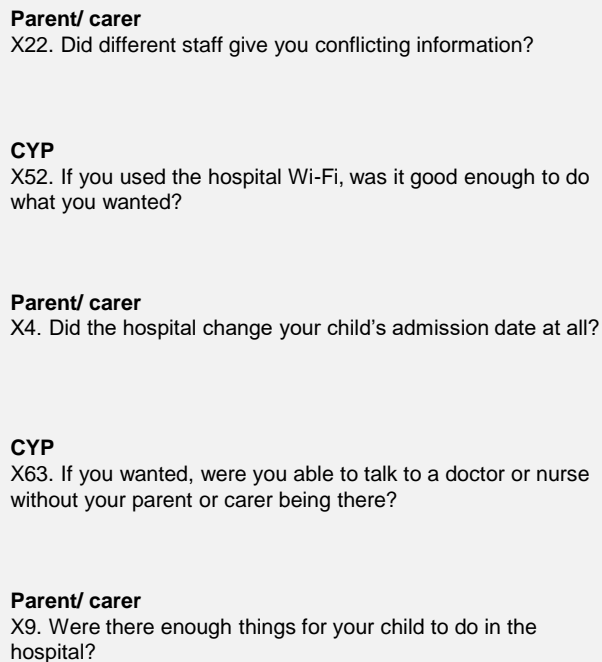 Parent/ carer
X22. Did different staff give you conflicting information?
CYP
X52. If you used the hospital Wi-Fi, was it good enough to do
what you wanted?
Parent/ carer
X4. Did the hospital change your child’s admission date at all?
CYP
X63. If you wanted, were you able to talk to a doctor or nurse
without your parent or carer being there?
Parent/ carer
X9. Were there enough things for your child to do in the
hospital?